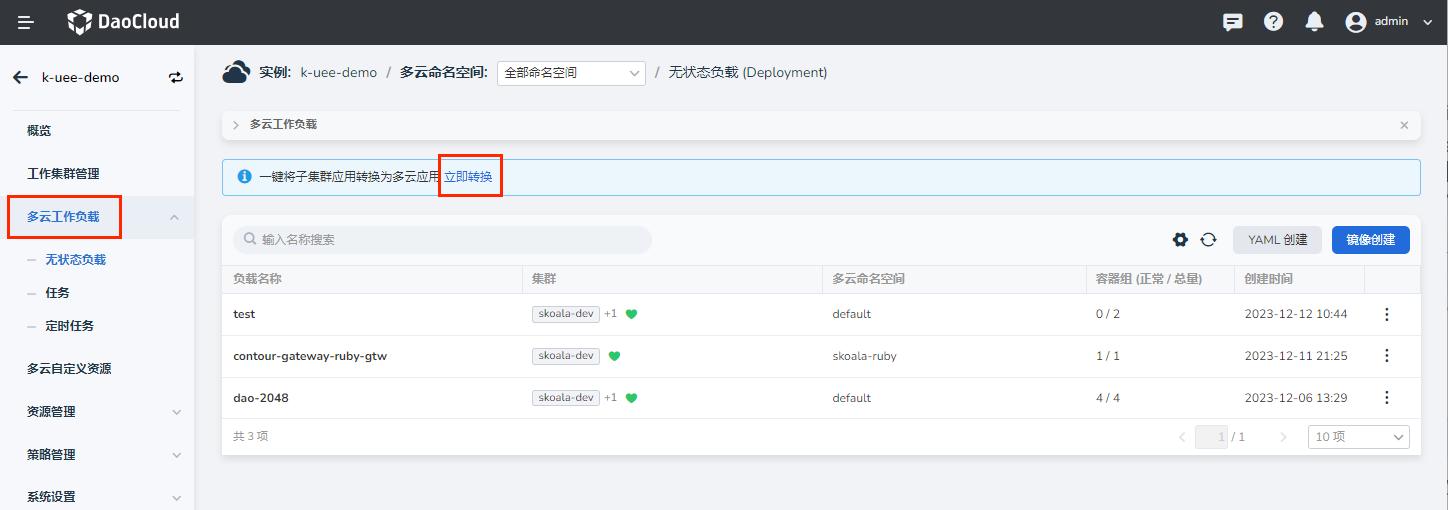 DaoCloud
admin
k-uee-demo
概览
工作集群管理
多云工作负载
无状态负载
任务
定时任务
多云自定义资源
资源管理
策略管理
系统设置
实例: k-uee-demo / 多云命名空间: 全部命名空间 / 无状态负载 (Deployment)
多云工作负载
一键将子集群应用转换为多云应用 立即转换
输入名称搜索
YAML 创建
镜像创建
负载名称 集群 多云命名空间 容器组 (正常 / 总量) 创建时间
test skoala-dev +1 default 0 / 2 2023-12-12 10:44
contour-gateway-ruby-gtw skoala-dev skoala-ruby 1 / 1 2023-12-11 21:25
dao-2048 skoala-dev +1 default 4 / 4 2023-12-06 13:29
共 3 项 1 / 1 10 项